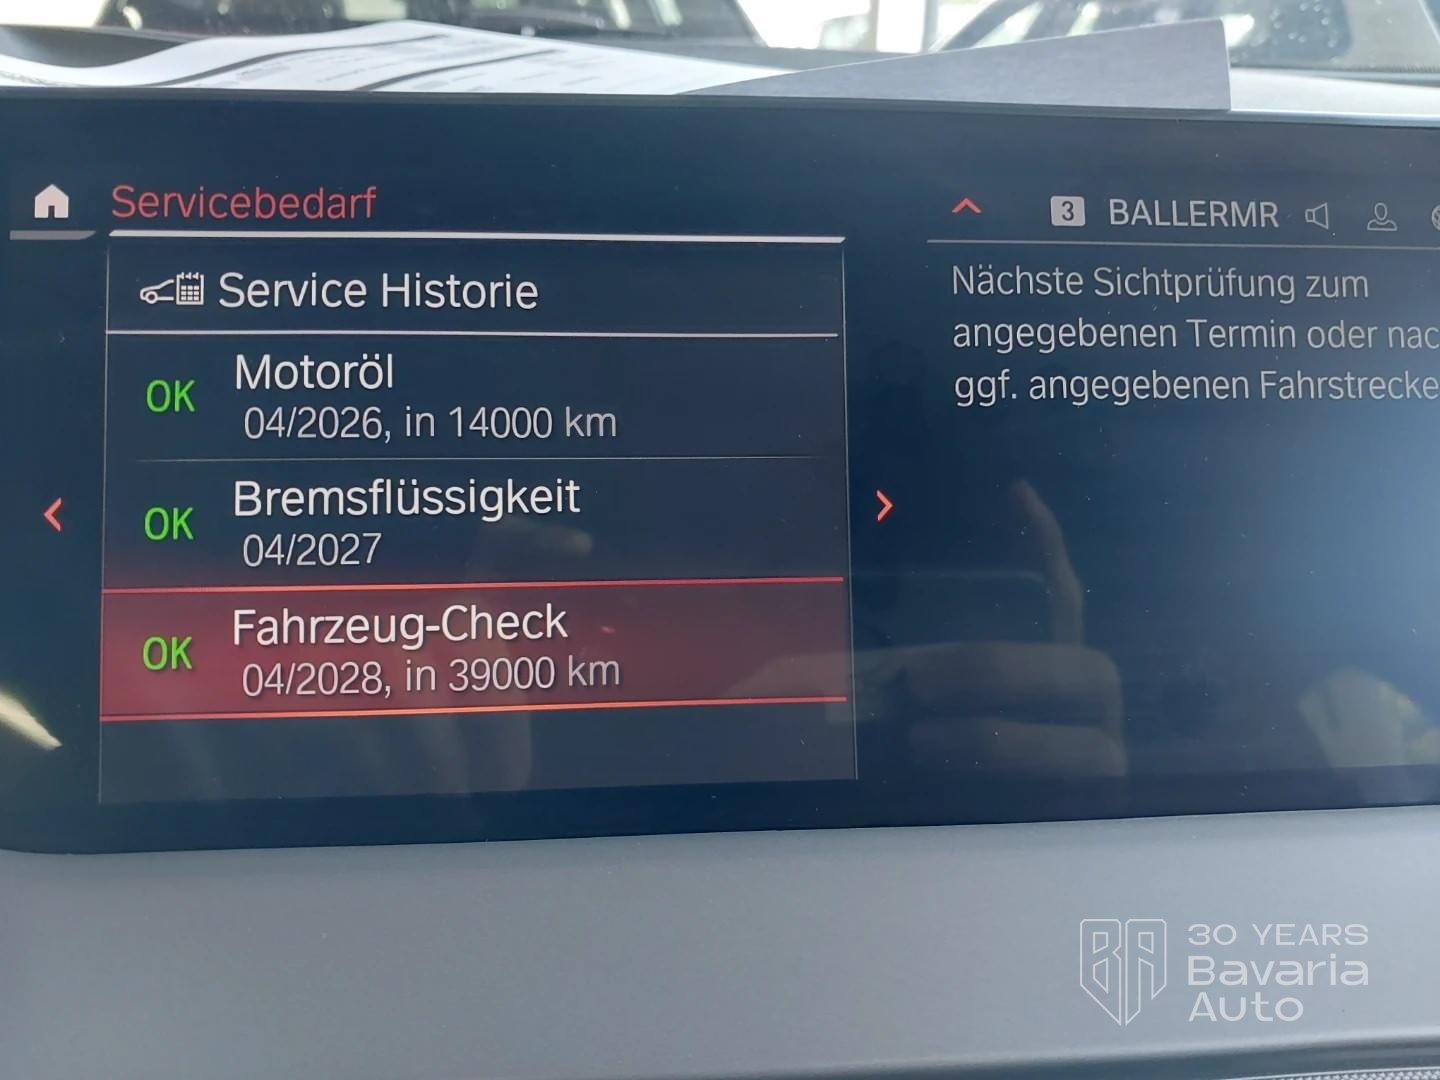 Servicebedarf
Service Historie
OK
Motoröl
04/2026, in 14000 km
OK
Bremsflüssigkeit
04/2027
OK
Fahrzeug-Check
04/2028, in 39000 km
3 BALLERMR
Nächste Sichtprüfung zum
angegebenen Termin oder nac
ggf. angegebenen Fahrstrecke
BA
30 YEARS
Bavaria
Auto